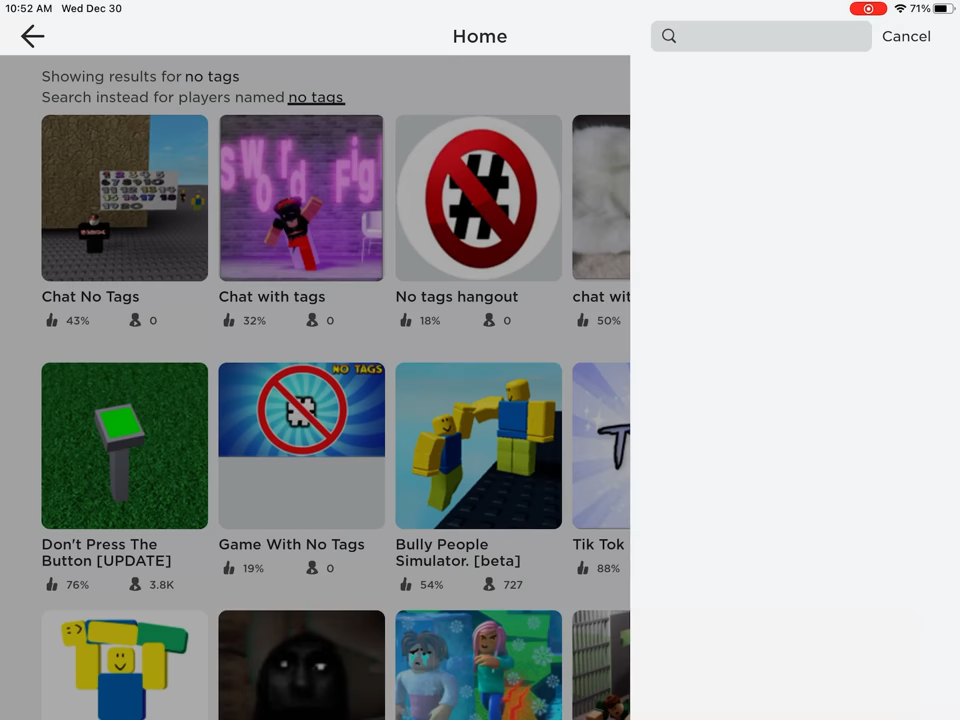 10:52 AM Wed Dec 30
71%
Home
Cancel
Showing results for no tags
Search instead for players named no tags
sword Fig
Chat No Tags
Chat with tags
No tags hangout
chat wit
43% 0
32% 0
18% 0
50%
NO TAGS
T
Don't Press The
Button [UPDATE]
Game With No Tags
Bully People
Simulator. [beta]
Tik Tok
76% 3.8K
19% 0
54% 727
88%